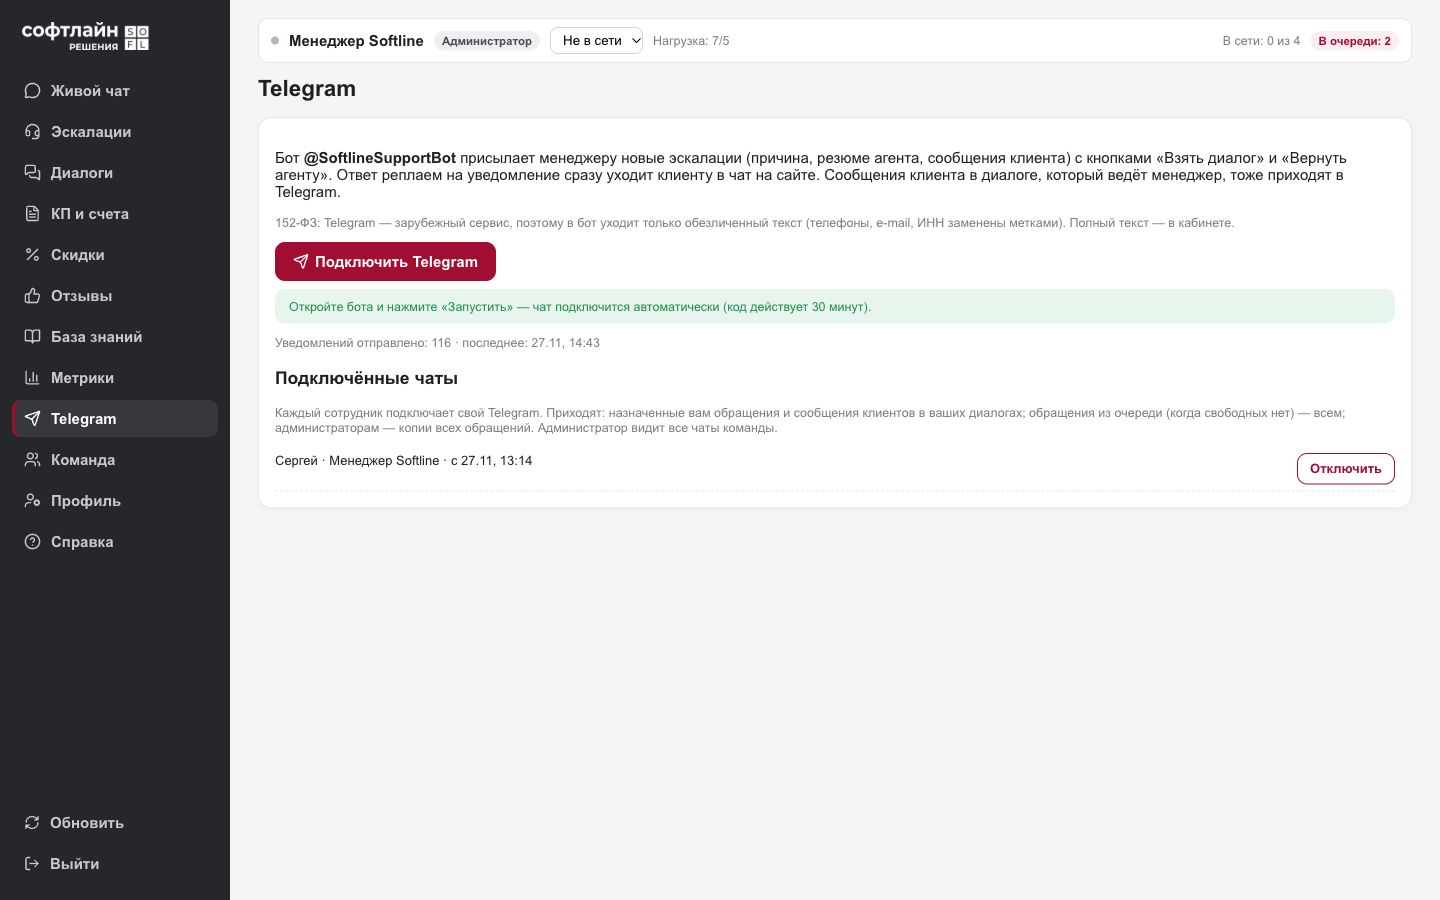 софтлайн
РЕШЕНИЯ
SO
FL
Живой чат
Эскалации
Диалоги
КП и счета
Скидки
Отзывы
База знаний
Метрики
Telegram
Команда
Профиль
Справка
Обновить
Выйти
Менеджер Softline Администратор Не в сети Нагрузка: 7/5 В сети: 0 из 4 В очереди: 2
Telegram
Бот @SoftlineSupportBot присылает менеджеру новые эскалации (причина, резюме агента, сообщения клиента) с кнопками «Взять диалог» и «Вернуть
агенту». Ответ реплаем на уведомление сразу уходит клиенту в чат на сайте. Сообщения клиента в диалоге, который ведёт менеджер, тоже приходят в
Telegram.
152-ФЗ: Telegram — зарубежный сервис, поэтому в бот уходит только обезличенный текст (телефоны, e-mail, ИНН заменены метками). Полный текст — в кабинете.
Подключить Telegram
Откройте бота и нажмите «Запустить» — чат подключится автоматически (код действует 30 минут).
Уведомлений отправлено: 116 · последнее: 27.11, 14:43
Подключённые чаты
Каждый сотрудник подключает свой Telegram. Приходят: назначенные вам обращения и сообщения клиентов в ваших диалогах; обращения из очереди (когда свободных нет) — всем;
администраторам — копии всех обращений. Администратор видит все чаты команды.
Сергей · Менеджер Softline · с 27.11, 13:14
Отключить